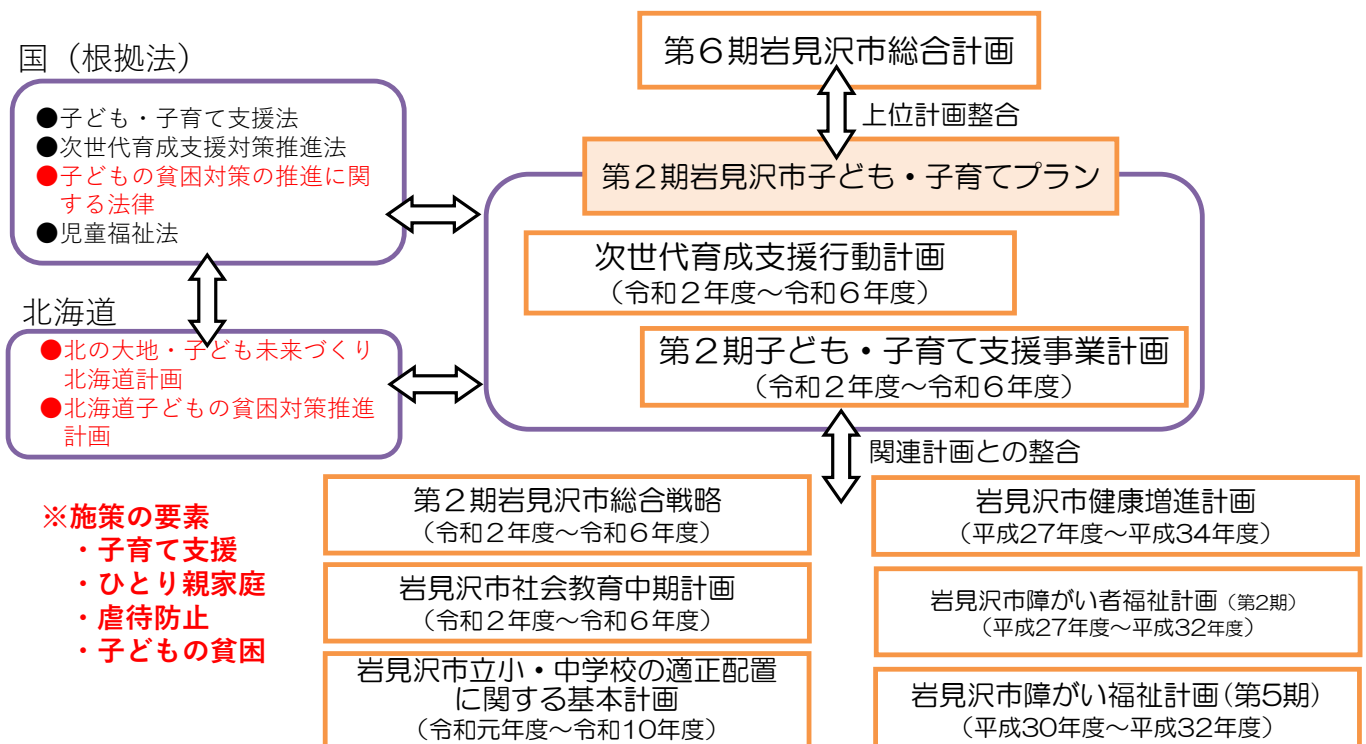 国（根拠法）
●子ども・子育て支援法
●次世代育成支援対策推進法
●子どもの貧困対策の推進に関
する法律
●児童福祉法
北海道
●北の大地・子ども未来づくり
北海道計画
●北海道子どもの貧困対策推進
計画
※施策の要素
・子育て支援
・ひとり親家庭
・虐待防止
・子どもの貧困
第６期岩見沢市総合計画
上位計画整合
第２期岩見沢市子ども・子育てプラン
次世代育成支援行動計画
（令和２年度～令和６年度）
第２期子ども・子育て支援事業計画
（令和２年度～令和６年度）
関連計画との整合
第２期岩見沢市総合戦略
（令和２年度～令和６年度）
岩見沢市社会教育中期計画
（令和２年度～令和６年度）
岩見沢市立小・中学校の適正配置
に関する基本計画
（令和元年度～令和10年度）
岩見沢市健康増進計画
（平成27年度～平成34年度）
岩見沢市障がい者福祉計画（第2期）
（平成27年度～平成32年度）
岩見沢市障がい福祉計画（第5期）
（平成30年度～平成32年度）